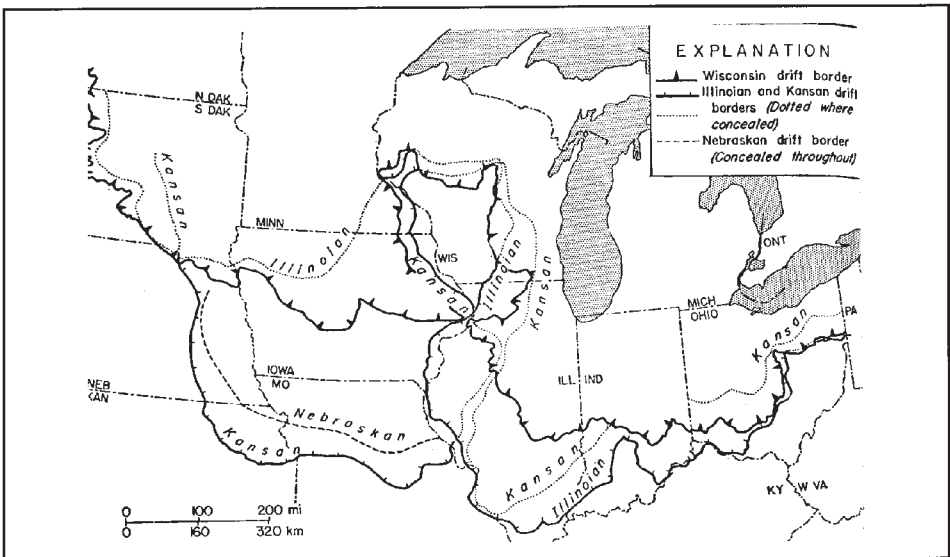 EXPLANATION
Wisconsin drift border
Illinoian and Kansan drift
borders (Dotted where
concealed)
Nebraskan drift border
(Concealed throughout)
N DAK
S DAK
Kansan
MINN
Illinoian
WIS
Kansan
Illinoian
Kansan
ONT
MICH
OHIO
Kansan
PA
IOWA
MO
ILL IND
NEB
KAN
Nebraskan
Kansan
Kansan
Illinoian
KY W VA
0 100 200 mi
0 160 320 km